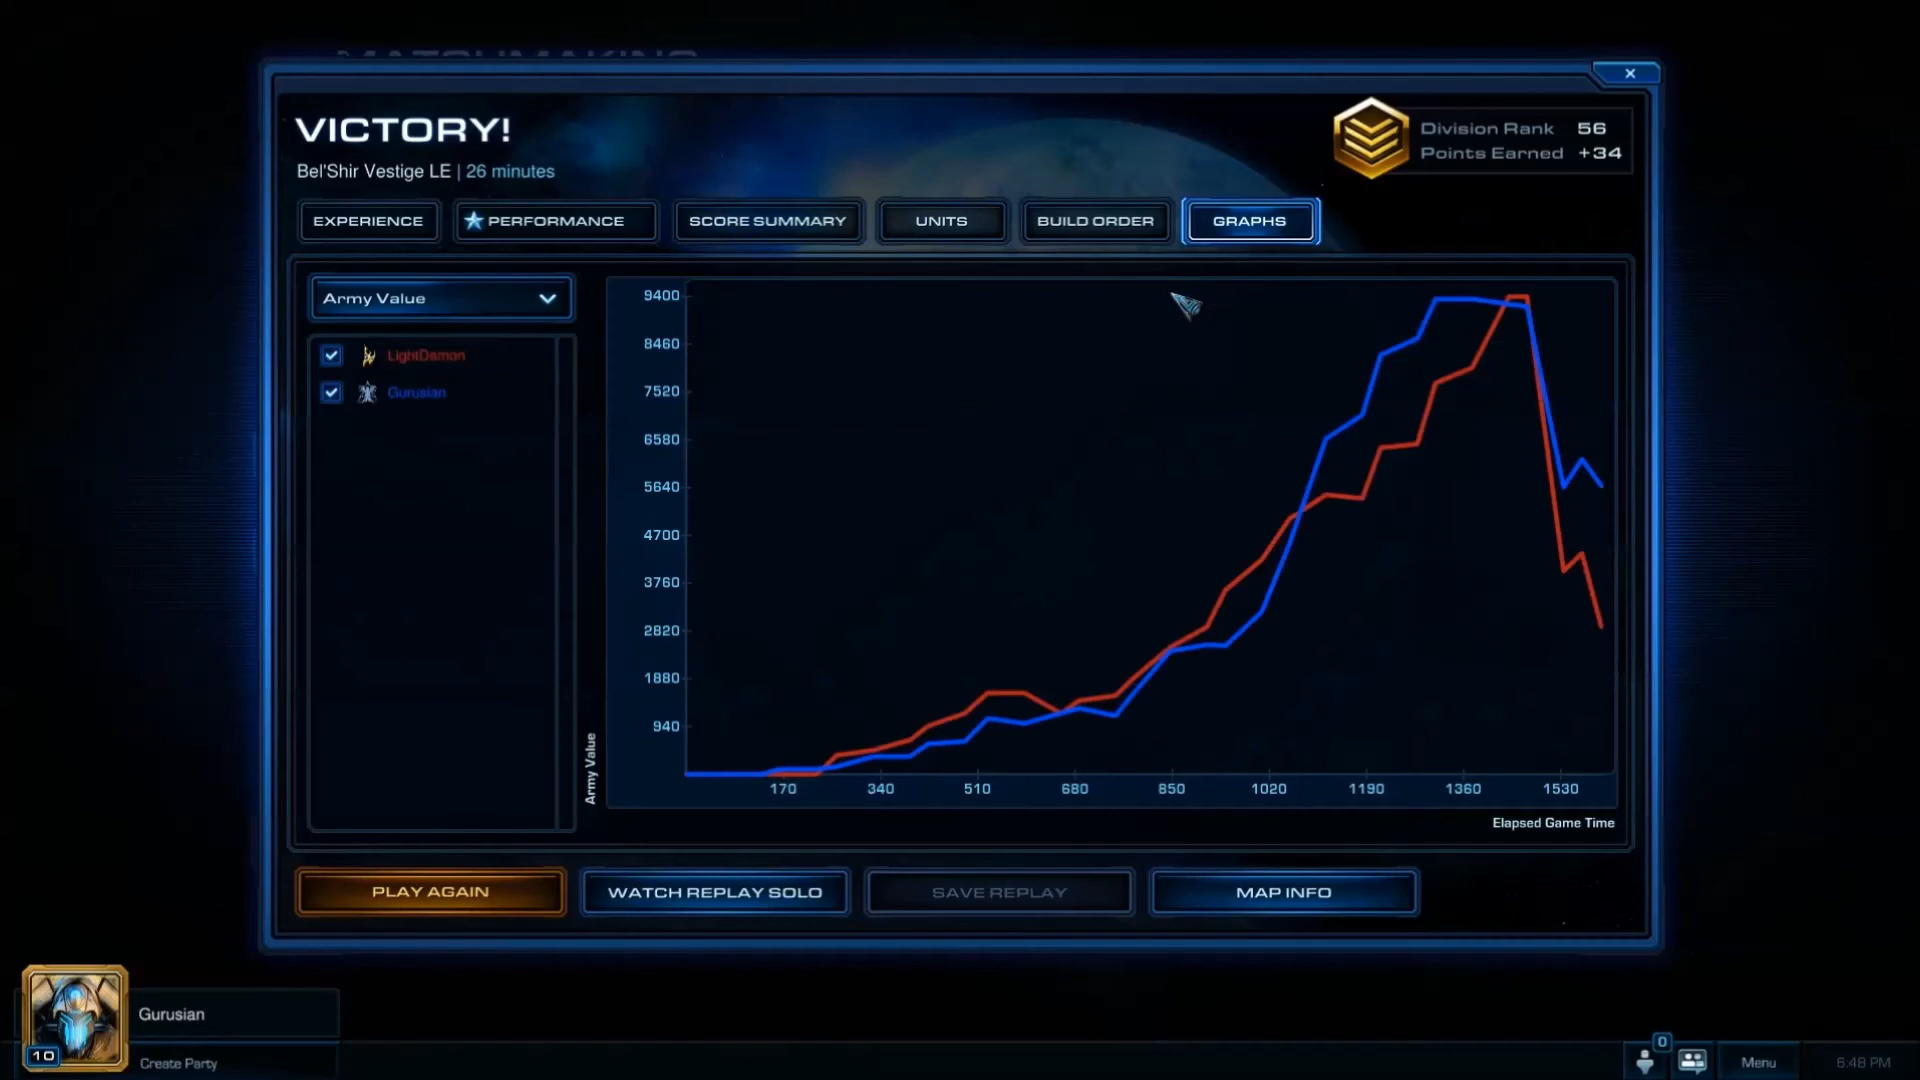 VICTORY!
Bel'Shir Vestige LE | 26 minutes
Division Rank 56
Points Earned +34
EXPERIENCE
PERFORMANCE
SCORE SUMMARY
UNITS
BUILD ORDER
GRAPHS
Army Value
LightDamon
Gurusian
9400
8460
7520
6580
5640
4700
3760
2820
1880
940
Army Value
170 340 510 680 850 1020 1190 1360 1530
Elapsed Game Time
PLAY AGAIN
WATCH REPLAY SOLO
SAVE REPLAY
MAP INFO
10
Gurusian
Create Party
0
Menu
6:48 PM